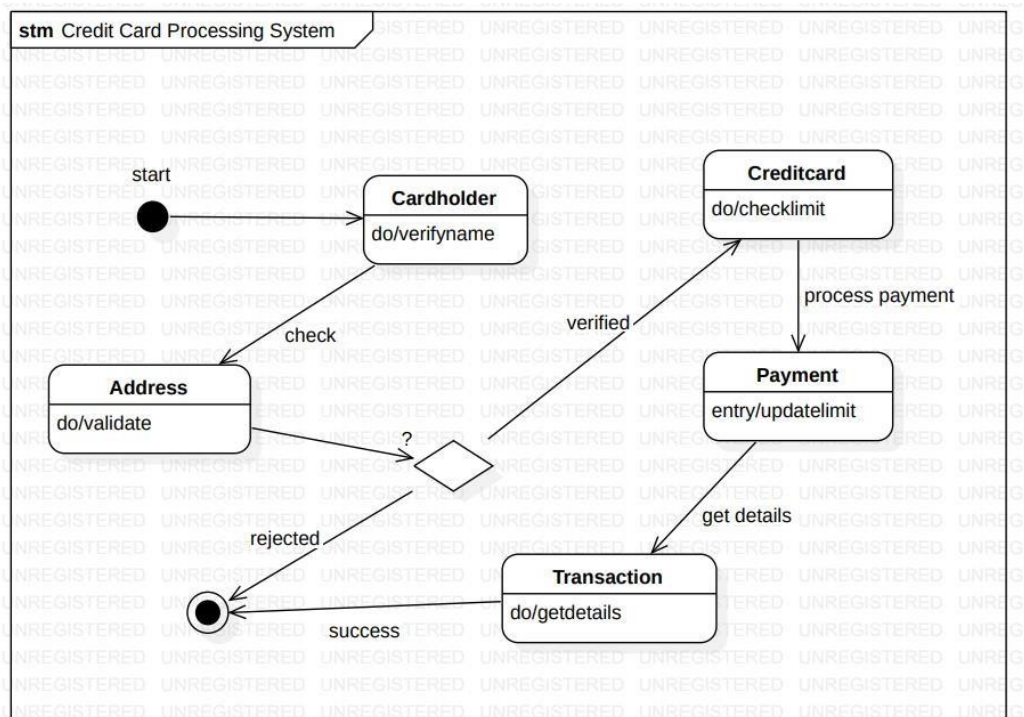 stm Credit Card Processing System
start
Cardholder
do/verifyname
Creditcard
do/checklimit
process payment
verified
check
Address
do/validate
?
Payment
entry/updatelimit
get details
rejected
Transaction
do/getdetails
success
UNREGISTERED